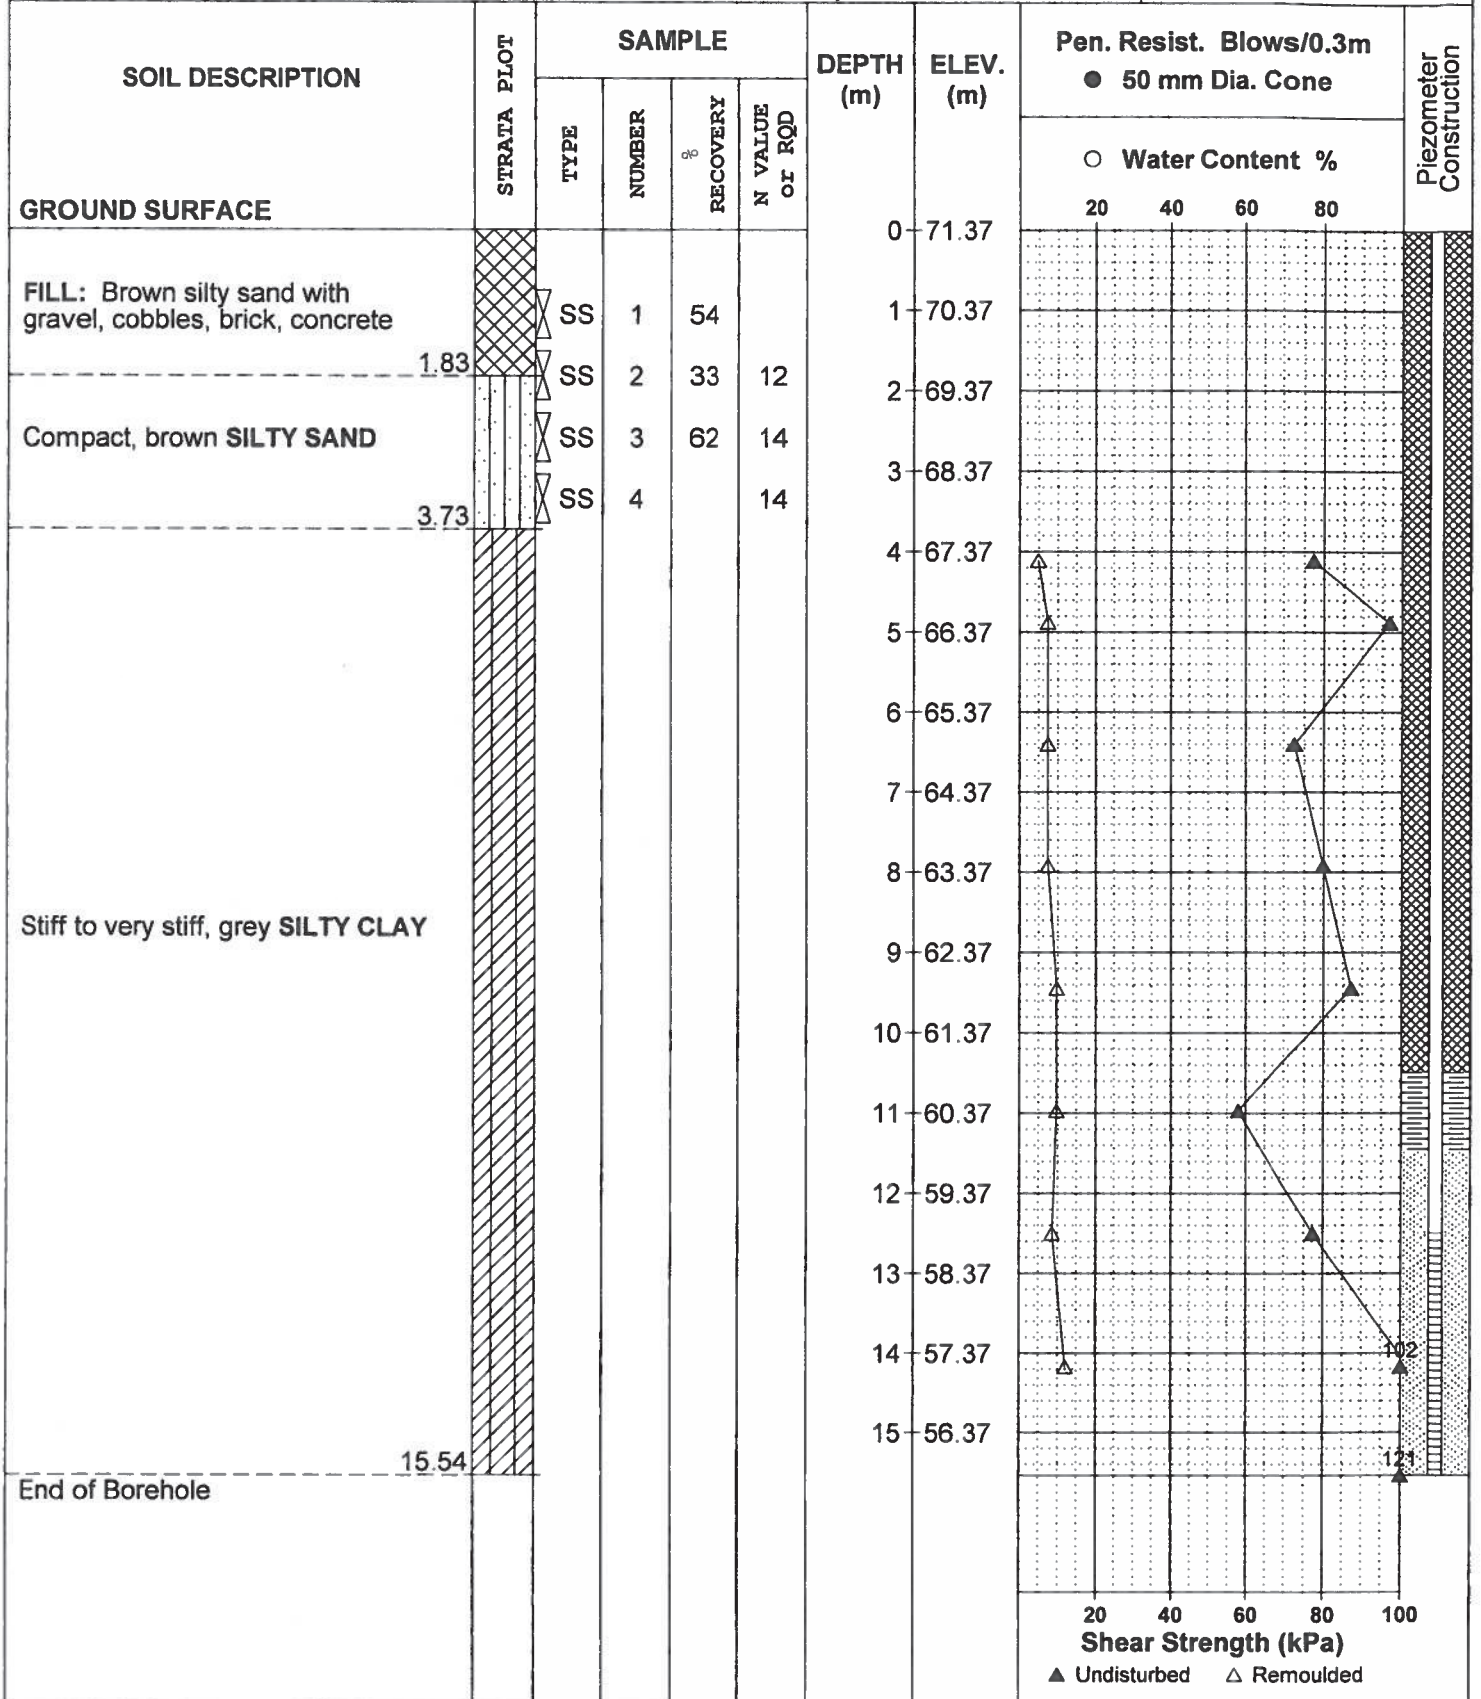 SOIL DESCRIPTION
GROUND SURFACE
STRATA PLOT
SAMPLE
TYPE
NUMBER
%
RECOVERY
N VALUE
or RQD
DEPTH
(m)
ELEV.
(m)
Pen. Resist. Blows/0.3m
● 50 mm Dia. Cone
○ Water Content %
20 40 60 80
Piezometer
Construction
0 71.37
FILL: Brown silty sand with
gravel, cobbles, brick, concrete
1.83
SS 1 54
1 70.37
SS 2 33 12
2 69.37
Compact, brown SILTY SAND
SS 3 62 14
3 68.37
SS 4 14
3.73
4 67.37
5 66.37
6 65.37
7 64.37
8 63.37
Stiff to very stiff, grey SILTY CLAY
9 62.37
10 61.37
11 60.37
12 59.37
13 58.37
14 57.37
102
15 56.37
121
15.54
End of Borehole
20 40 60 80 100
Shear Strength (kPa)
▲ Undisturbed △ Remoulded